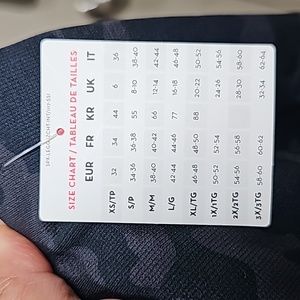 SIZE CHART / TABLEAU DE TAILLES
EUR FR KR UK IT
XS/TP 32 34 44 6 36
S/P 34-36 36-38 55 8-10 38-40
M/M 38-40 40-42 66 12-14 42-44
L/G 42-44 44-46 77 16-18 46-48
XL/TG 46-48 48-50 88 20-22 50-52
1X/1TG 50-52 52-54 24-26 54-56
2X/2TG 54-56 56-58 28-30 58-60
3X/3TG 58-60 60-62 32-34 62-64